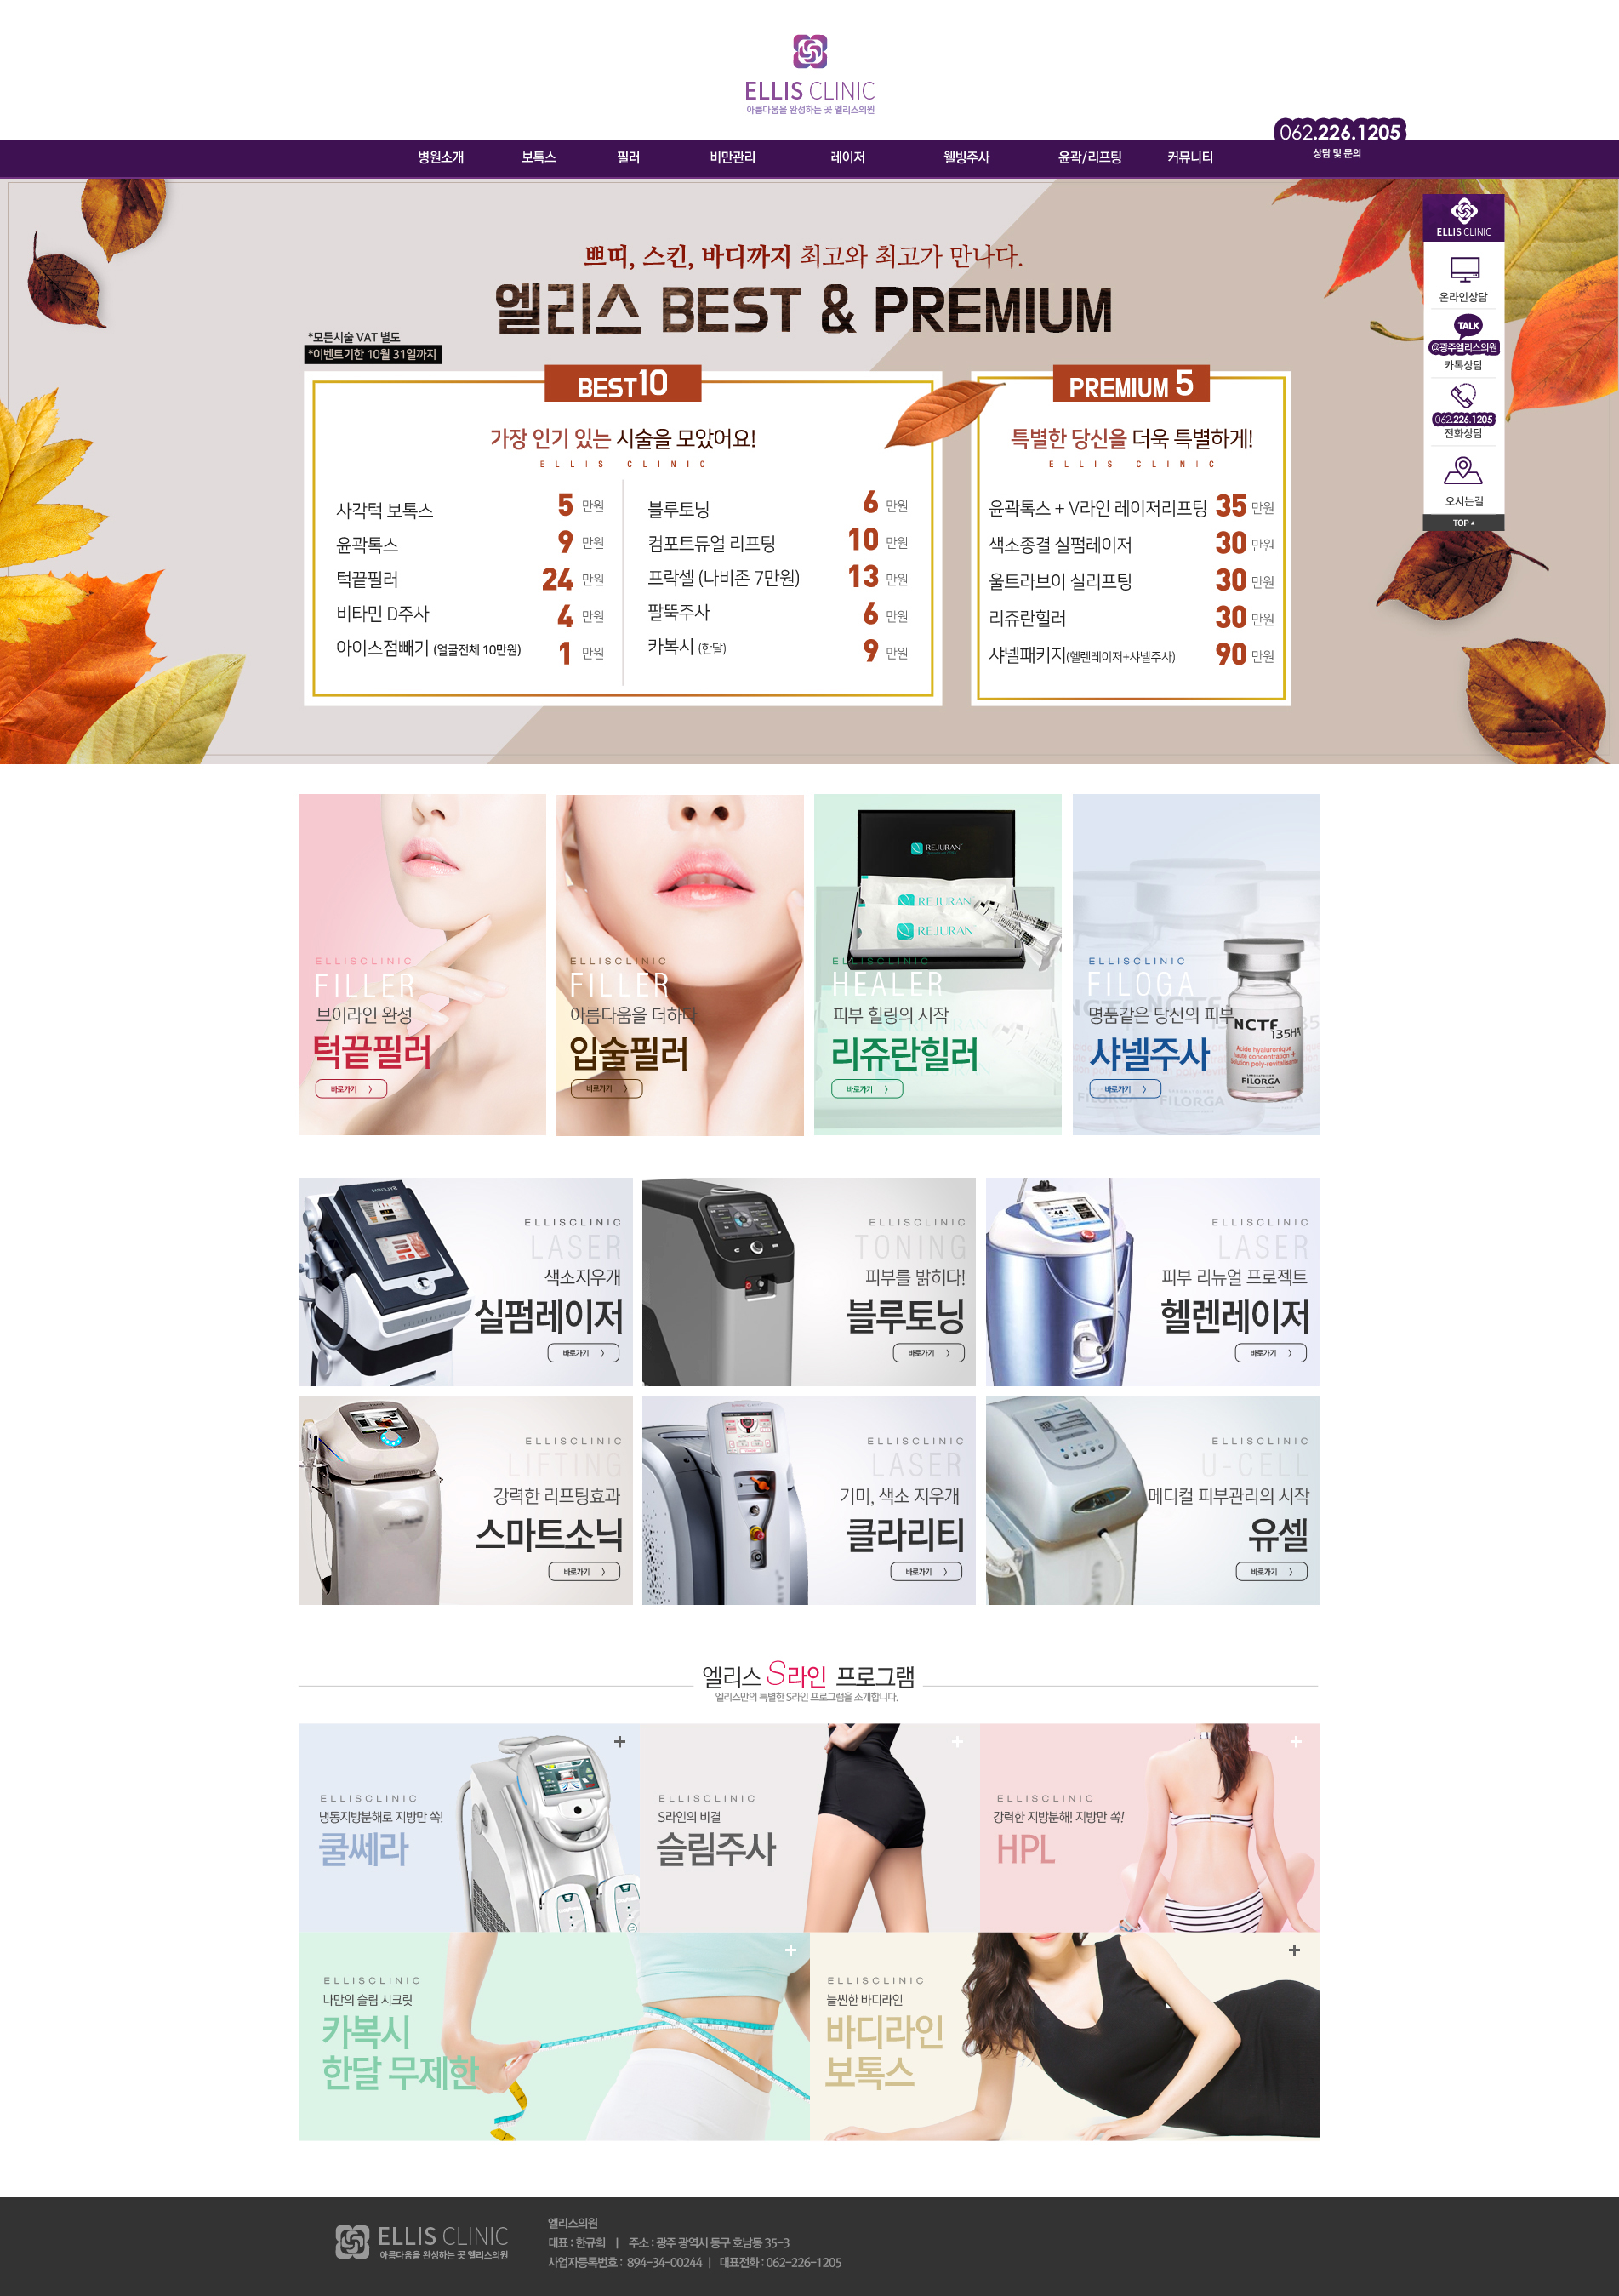 ELLIS CLINIC
아름다움을 완성하는 곳 엘리스의원
062.226.1205
병원소개 보톡스 필러 비만관리 레이저 웰빙주사 윤곽/리프팅 커뮤니티 상담 및 문의
ELLIS CLINIC
온라인상담
TALK
@광주엘리스의원
카톡상담
062.226.1205
전화상담
오시는길
TOP
쁘띠, 스킨, 바디까지 최고와 최고가 만나다.
엘리스 BEST & PREMIUM
*모든시술 VAT 별도
*이벤트기한 10월 31일까지
BEST10
가장 인기 있는 시술을 모았어요!
ELLIS CLINIC
사각턱 보톡스 5 만원
윤곽톡스 9 만원
턱끝필러 24 만원
비타민 D주사 4 만원
아이스점빼기 (얼굴전체 10만원) 1 만원
블루토닝 6 만원
컴포트듀얼 리프팅 10 만원
프락셀 (나비존 7만원) 13 만원
팔뚝주사 6 만원
카복시 (한달) 9 만원
PREMIUM 5
특별한 당신을 더욱 특별하게!
ELLIS CLINIC
윤곽톡스 + V라인 레이저리프팅 35 만원
색소종결 실펌레이저 30 만원
울트라브이 실리프팅 30 만원
리쥬란힐러 30 만원
샤넬패키지(헬렌레이저+샤넬주사) 90 만원
ELLISCLINIC
FILLER
브이라인 완성
턱끝필러
바로가기 >
ELLISCLINIC
FILLER
아름다움을 더하다
입술필러
바로가기 >
REJURAN
REJURAN
REJURAN
ELLISCLINIC
HEALER
피부 힐링의 시작
리쥬란힐러
바로가기 >
ELLISCLINIC
FILOGA
명품같은 당신의 피부
샤넬주사
바로가기 >
NCTF
135HA
Acide hyaluronique
haute concentration +
Solution poly-revitalisante
LABORATOIRES
FILORGA
ELLISCLINIC
LASER
색소지우개
실펌레이저
바로가기 >
ELLISCLINIC
TONING
피부를 밝히다!
블루토닝
바로가기 >
ELLISCLINIC
LASER
피부 리뉴얼 프로젝트
헬렌레이저
바로가기 >
ELLISCLINIC
LIFTING
강력한 리프팅효과
스마트소닉
바로가기 >
ELLISCLINIC
LASER
기미, 색소 지우개
클라리티
바로가기 >
ELLISCLINIC
U-CELL
메디컬 피부관리의 시작
유셀
바로가기 >
엘리스 S라인 프로그램
엘리스만의 특별한 S라인 프로그램을 소개합니다.
ELLISCLINIC
냉동지방분해로 지방만 쏙!
쿨쎄라
ELLISCLINIC
S라인의 비결
슬림주사
ELLISCLINIC
강력한 지방분해! 지방만 쏙!
HPL
ELLISCLINIC
나만의 슬림 시크릿
카복시
한달 무제한
ELLISCLINIC
늘씬한 바디라인
바디라인
보톡스
ELLIS CLINIC
아름다움을 완성하는 곳 엘리스의원
엘리스의원
대표 : 한규희 | 주소 : 광주 광역시 동구 호남동 35-3
사업자등록번호 : 894-34-00244 | 대표전화 : 062-226-1205